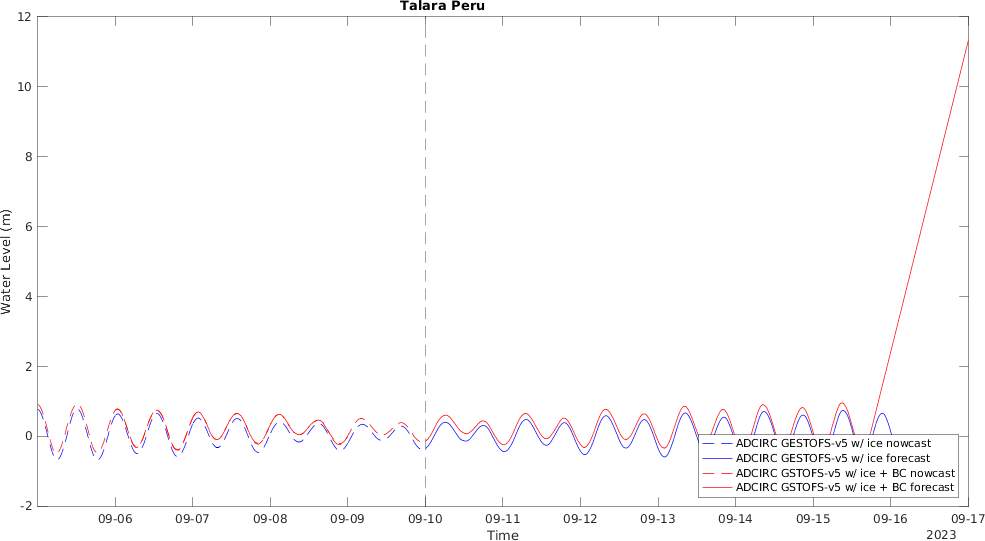 Talara Peru
12
10
8
6
4
2
0
-2
Water Level (m)
ADCIRC GESTOFS-v5 w/ ice nowcast
ADCIRC GESTOFS-v5 w/ ice forecast
ADCIRC GSTOFS-v5 w/ ice + BC nowcast
ADCIRC GSTOFS-v5 w/ ice + BC forecast
09-06 09-07 09-08 09-09 09-10 09-11 09-12 09-13 09-14 09-15 09-16 09-17
Time
2023